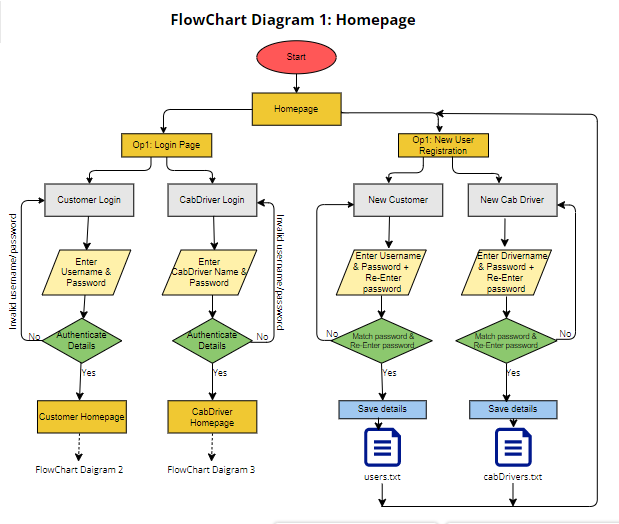 FlowChart Diagram 1: Homepage
Start
Homepage
Op1: Login Page
Op1: New User
Registration
Customer Login
CabDriver Login
New Customer
New Cab Driver
Invalid username/password
Invalid username/password
Enter
Username &
Password
Enter
CabDriver Name &
Password
Enter Username
& Password +
Re-Enter
password
Enter Drivername
& Password +
Re-Enter
password
Authenticate
Details
No
Authenticate
Details
No
No
Match password &
Re-Enter password
Match password &
Re-Enter password
No
Yes
Yes
Yes
Yes
Customer Homepage
CabDriver
Homepage
Save details
Save details
FlowChart Daigram 2
FlowChart Daigram 3
users.txt
cabDrivers.txt